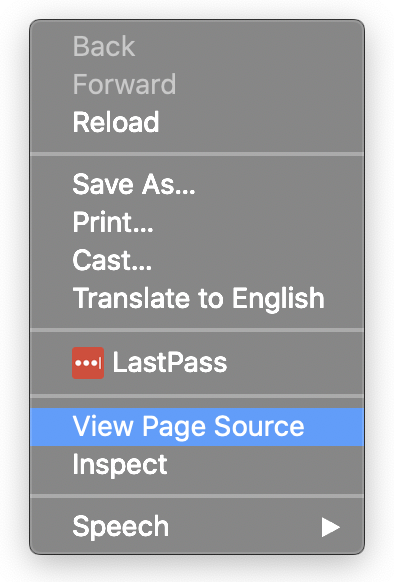 Back
Forward
Reload
Save As...
Print...
Cast...
Translate to English
LastPass
View Page Source
Inspect
Speech